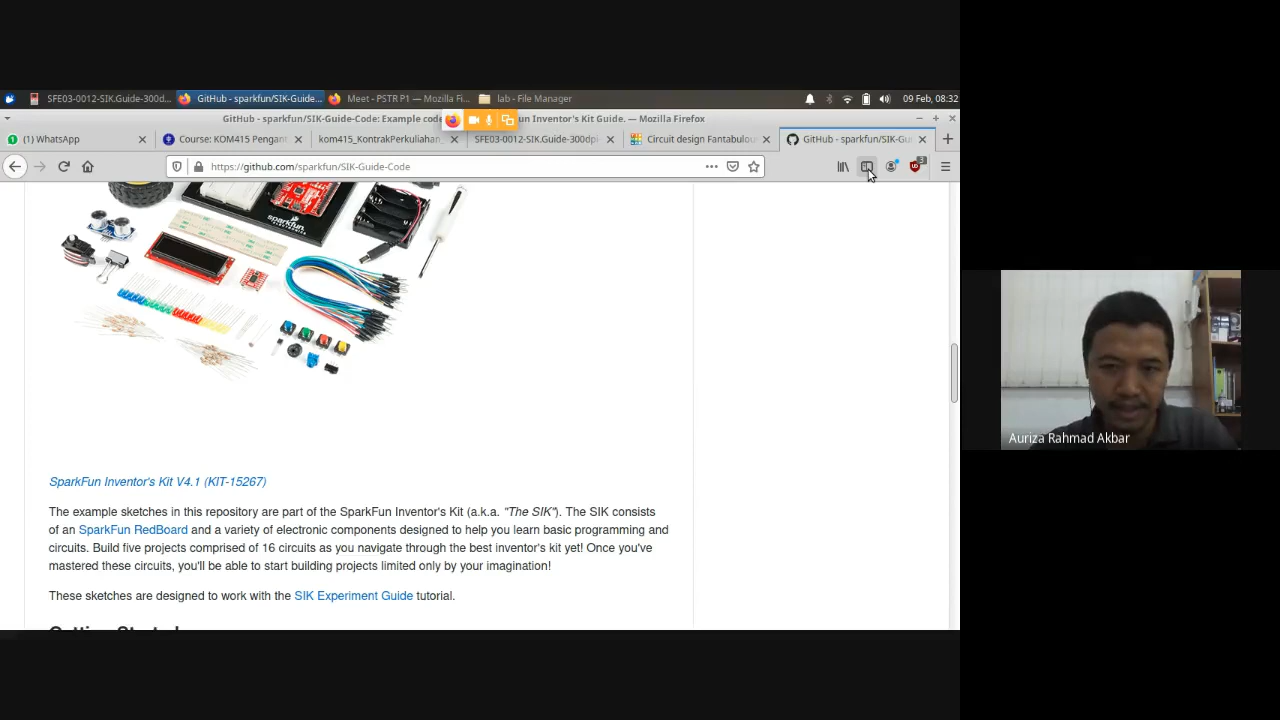 SFE03-0012-SIK.Guide-300d... GitHub - sparkfun/SIK-Guide... Meet - PSTR P1 — Mozilla Fi... lab - File Manager 09 Feb, 08:32
GitHub - sparkfun/SIK-Guide-Code: Example code n Inventor's Kit Guide. — Mozilla Firefox
(1) WhatsApp Course: KOM415 Pengant kom415_KontrakPerkuliahan_ SFE03-0012-SIK.Guide-300dpi- Circuit design Fantabulou GitHub - sparkfun/SIK-Gui
https://github.com/sparkfun/SIK-Guide-Code 3
sparkfun
SparkFun Inventor's Kit V4.1 (KIT-15267)
The example sketches in this repository are part of the SparkFun Inventor's Kit (a.k.a. "The SIK"). The SIK consists
of an SparkFun RedBoard and a variety of electronic components designed to help you learn basic programming and
circuits. Build five projects comprised of 16 circuits as you navigate through the best inventor's kit yet! Once you've
mastered these circuits, you'll be able to start building projects limited only by your imagination!
These sketches are designed to work with the SIK Experiment Guide tutorial.
Auriza Rahmad Akbar